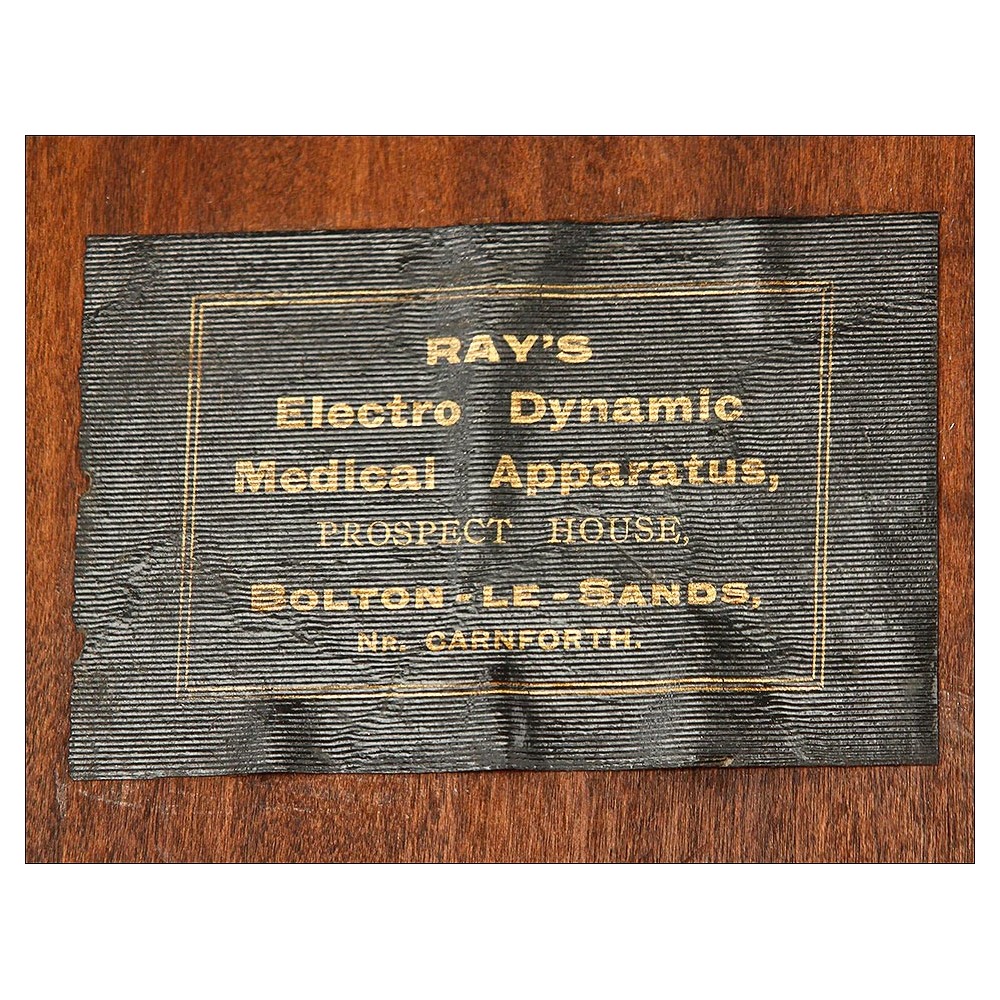 RAY'S
Electro Dynamic
Medical Apparatus,
PROSPECT HOUSE,
BOLTON-LE-SANDS,
NR. CARNFORTH.